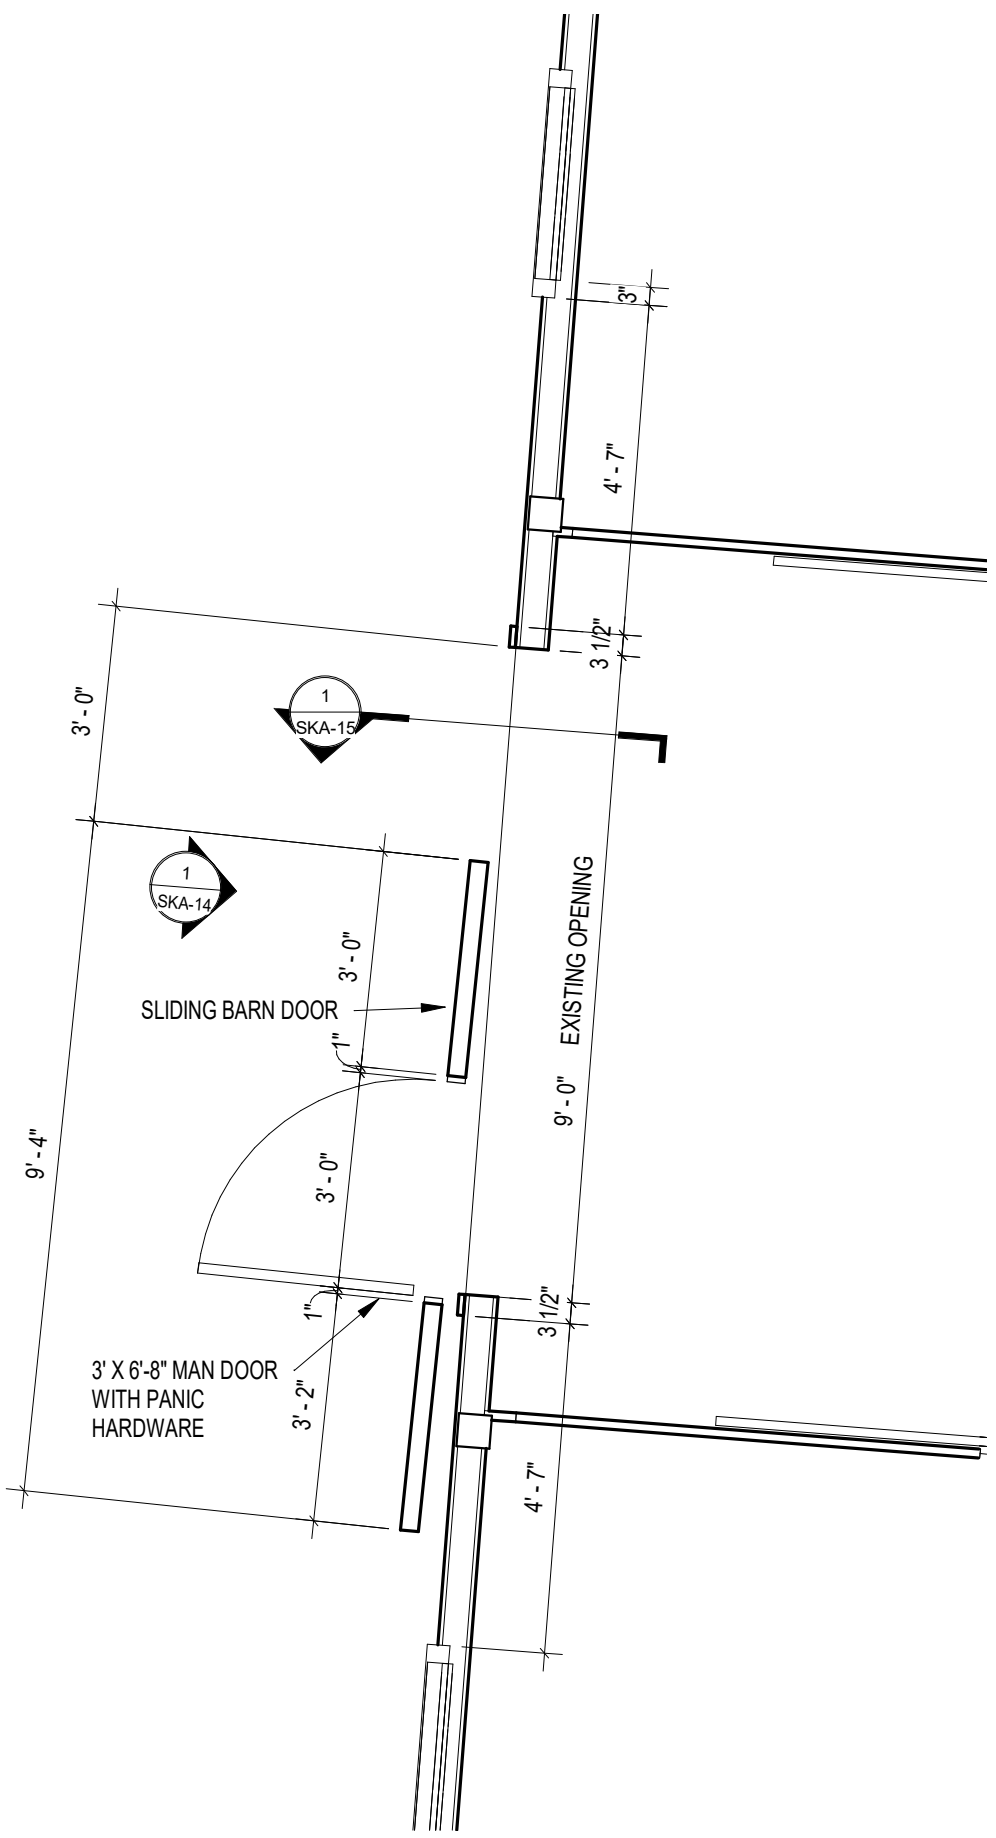 3"
4' - 7"
3 1/2"
3' - 0"
1
SKA-15
1
SKA-14
3' - 0"
SLIDING BARN DOOR
1"
9' - 0" EXISTING OPENING
9' - 4"
3' - 0"
1"
3 1/2"
3' X 6'-8" MAN DOOR
WITH PANIC
HARDWARE
3' - 2"
4' - 7"